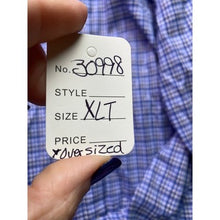 No. 30998
STYLE
SIZE XLT
PRICE
*oversized